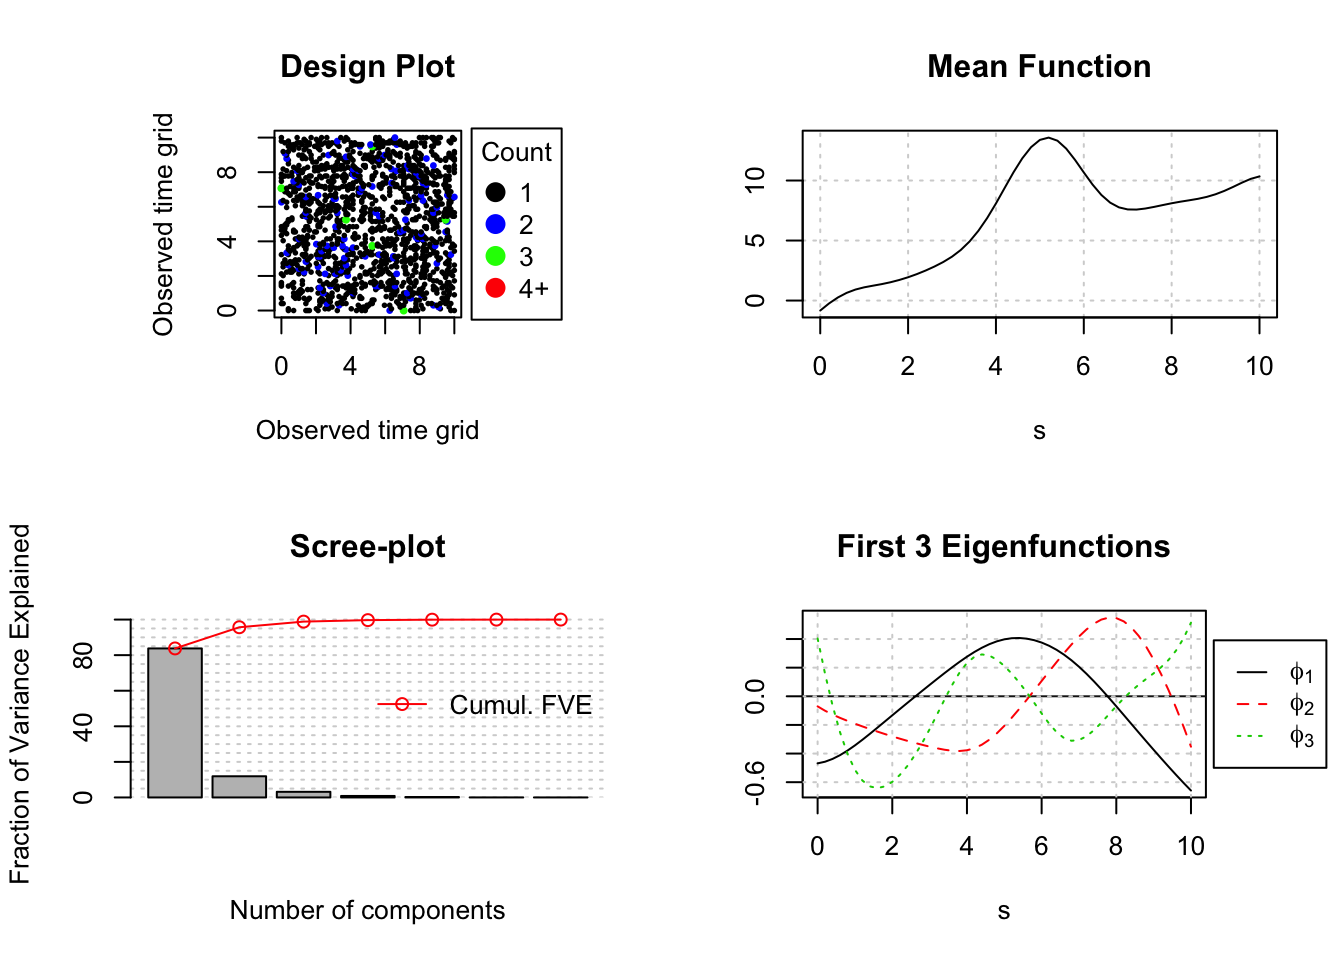 Design Plot
Observed time grid
0 4 8
0 4 8
Observed time grid
Count
1
2
3
4+
Mean Function
0 5 10
0 2 4 6 8 10
s
Scree-plot
Fraction of Variance Explained
0 40 80
Cumul. FVE
Number of components
First 3 Eigenfunctions
-0.6 0.0
0 2 4 6 8 10
s
ϕ1
ϕ2
ϕ3